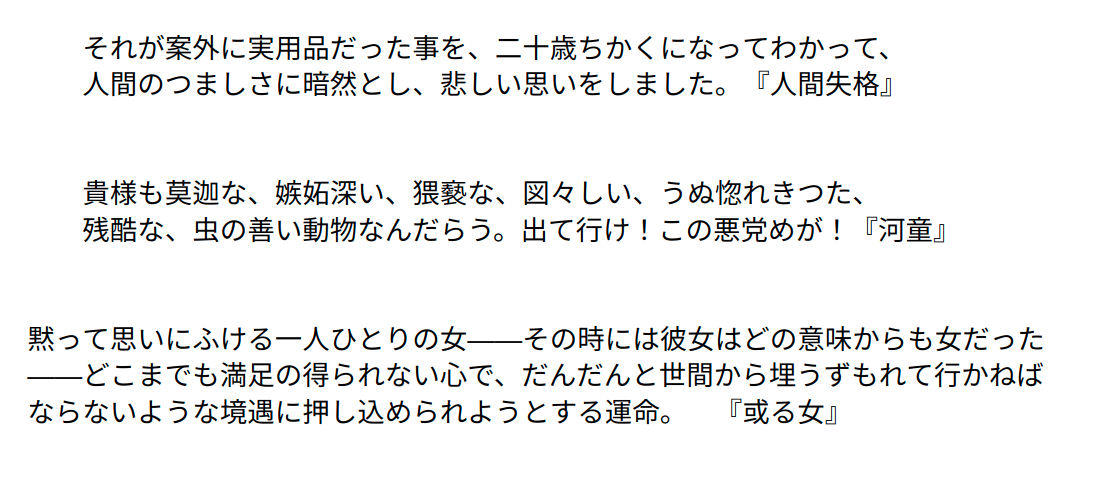 それが案外に実用品だった事を、二十歳ちかくになってわかって、
人間のつましさに暗然とし、悲しい思いをしました。『人間失格』
貴様も莫迦な、嫉妬深い、猥褻な、図々しい、うぬ惚れきつた、
残酷な、虫の善い動物なんだらう。出て行け！この悪党めが！『河童』
黙って思いにふける一人ひとりの女――その時には彼女はどの意味からも女だった
――どこまでも満足の得られない心で、だんだんと世間から埋うずもれて行かねば
ならないような境遇に押し込められようとする運命。　『或る女』